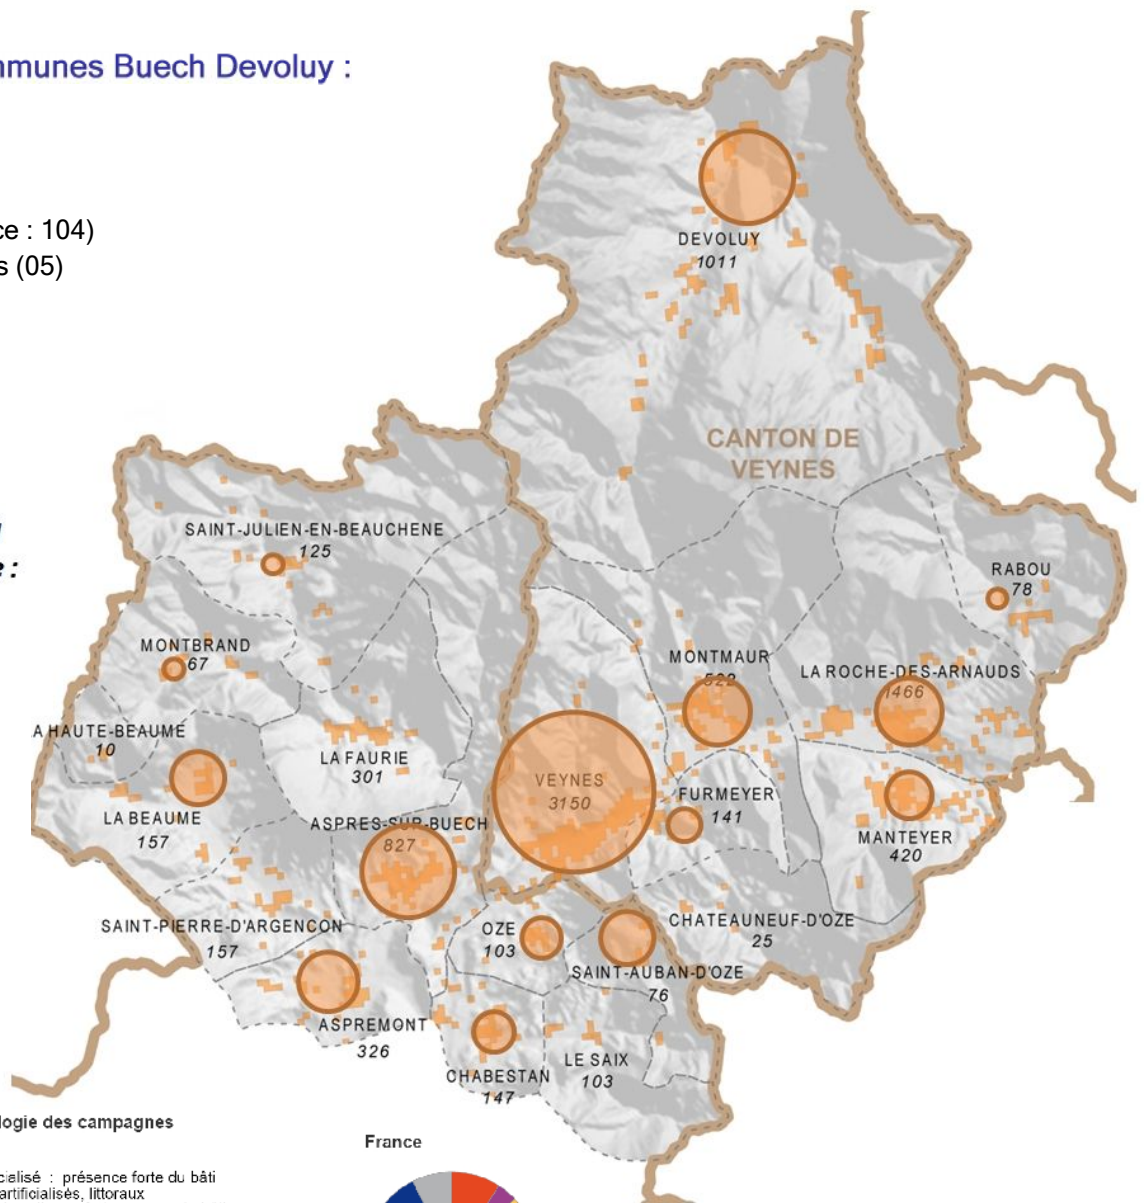 mmunes Buech Devoluy :
ce : 104)
s (05)
e :
DEVOLUY
1011
CANTON DE
VEYNES
SAINT-JULIEN-EN-BEAUCHENE
125
RABOU
78
MONTBRAND
67
MONTMAUR
522
LA ROCHE-DES-ARNAUDS
1466
A HAUTE-BEAUME
10
LA FAURIE
301
VEYNES
3150
FURMEYER
141
LA BEAUME
157
ASPRES-SUR-BUECH
827
MANTEYER
420
SAINT-PIERRE-D'ARGENCON
157
OZE
103
CHATEAUNEUF-D'OZE
25
SAINT-AUBAN-D'OZE
76
ASPREMONT
326
LE SAIX
103
CHABESTAN
147
logie des campagnes
France
cialisé : présence forte du bâti
artificialisés, littoraux